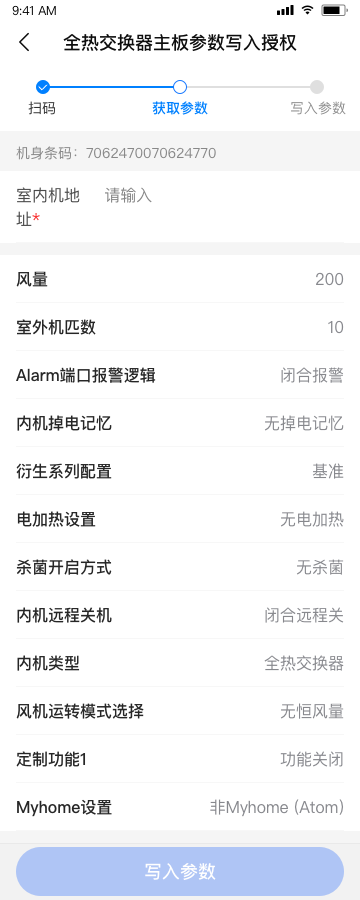 9:41 AM
全热交换器主板参数写入授权
扫码 获取参数 写入参数
机身条码：7062470070624770
室内机地 请输入
址*
风量 200
室外机匹数 10
Alarm端口报警逻辑 闭合报警
内机掉电记忆 无掉电记忆
衍生系列配置 基准
电加热设置 无电加热
杀菌开启方式 无杀菌
内机远程关机 闭合远程关
内机类型 全热交换器
风机运转模式选择 无恒风量
定制功能1 功能关闭
Myhome设置 非Myhome (Atom)
写入参数